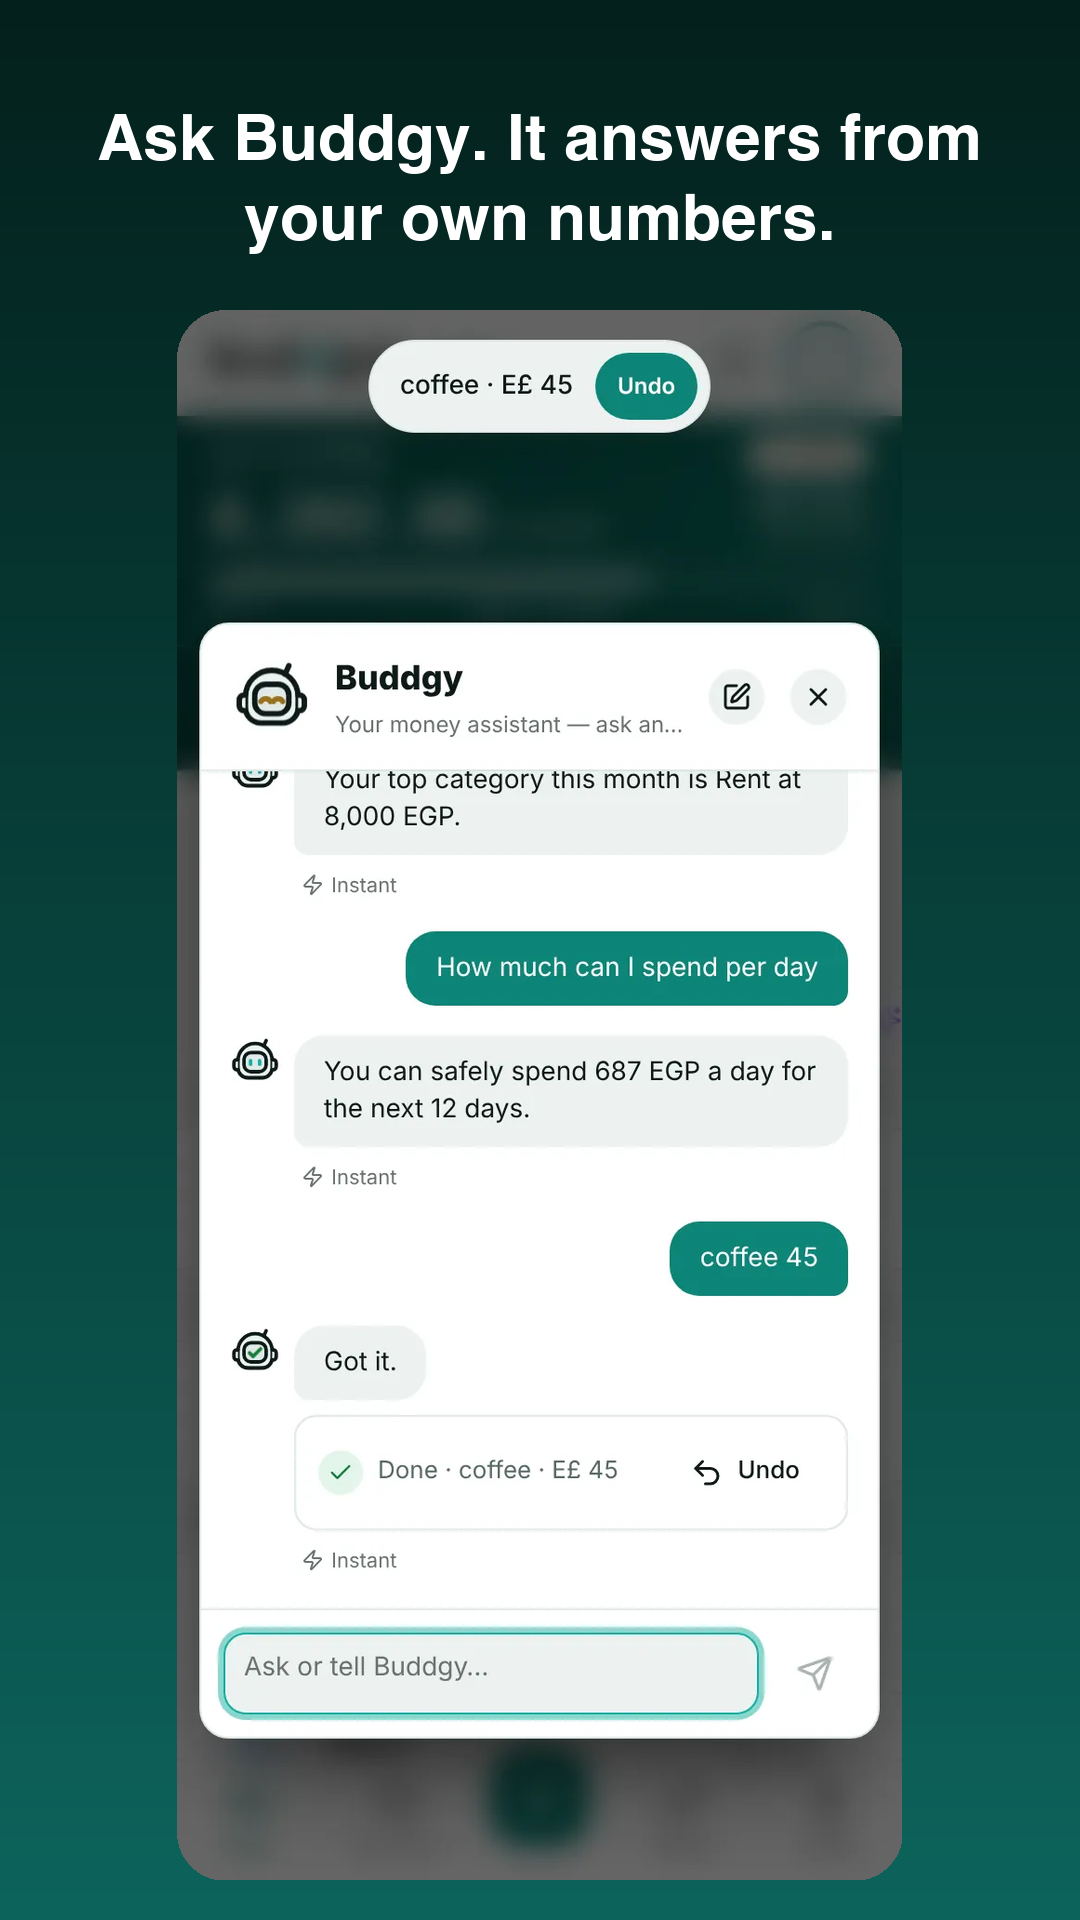 Ask Buddgy. It answers from
your own numbers.
coffee · E£ 45 Undo
Buddgy
Your money assistant — ask an...
Your top category this month is Rent at
8,000 EGP.
Instant
How much can I spend per day
You can safely spend 687 EGP a day for
the next 12 days.
Instant
coffee 45
Got it.
Done · coffee · E£ 45 Undo
Instant
Ask or tell Buddgy...